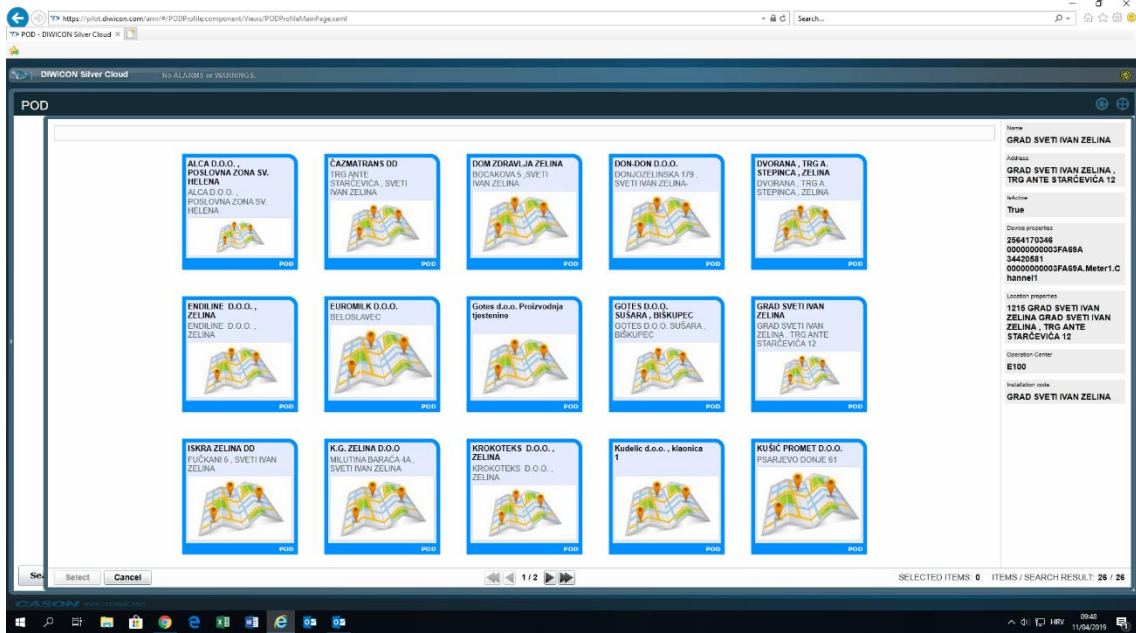 https://pilot.diwicon.com/amr/#/PODProfile;component/Views/PODProfileMainPage.xaml
Search...
POD - DIWICON Silver Cloud
DIWICON Silver Cloud
No ALARMS or WARNINGS.
POD
ALCA D.O.O. ,
POSLOVNA ZONA SV.
HELENA
ALCA D.O.O. ,
POSLOVNA ZONA SV.
HELENA
POD
ČAZMATRANS DD
TRG ANTE
STARČEVIĆA , SVETI
IVAN ZELINA
POD
DOM ZDRAVLJA ZELINA
BOCAKOVA 5 ,SVETI
IVAN ZELINA
POD
DON-DON D.O.O.
DONJOZELINSKA 179 ,
SVETI IVAN ZELINA-
POD
DVORANA , TRG A.
STEPINCA , ZELINA
DVORANA , TRG A.
STEPINCA , ZELINA
POD
ENDILINE D.O.O. ,
ZELINA
ENDILINE D.O.O. ,
ZELINA
POD
EUROMILK D.O.O.
BELOSLAVEC
POD
Gotes d.o.o. Proizvodnja
tjestenine
POD
GOTES D.O.O.
SUŠARA , BIŠKUPEC
GOTES D.O.O. SUŠARA ,
BIŠKUPEC
POD
GRAD SVETI IVAN
ZELINA
GRAD SVETI IVAN
ZELINA , TRG ANTE
STARČEVIĆA 12
POD
ISKRA ZELINA DD
FUČKANI 6 , SVETI IVAN
ZELINA
POD
K.G. ZELINA D.O.O
MILUTINA BARAĆA 4A ,
SVETI IVAN ZELINA
POD
KROKOTEKS D.O.O. ,
ZELINA
KROKOTEKS D.O.O. ,
ZELINA
POD
Kudelic d.o.o. , klaonica
1
POD
KUŠIĆ PROMET D.O.O.
PSARJEVO DONJE 61
POD
Name
GRAD SVETI IVAN ZELINA
Address
GRAD SVETI IVAN ZELINA ,
TRG ANTE STARČEVIĆA 12
IsActive
True
Device properties
2564170346
00000000003FA69A
34420581
00000000003FA69A.Meter1.C
hannel1
Location properties
1215 GRAD SVETI IVAN
ZELINA GRAD SVETI IVAN
ZELINA , TRG ANTE
STARČEVIĆA 12
Operation Center
E100
Installation code
GRAD SVETI IVAN ZELINA
Se
Select
Cancel
1 / 2
SELECTED ITEMS: 0
ITEMS / SEARCH RESULT: 26 / 26
CASON
HRV
09:48
11/04/2019